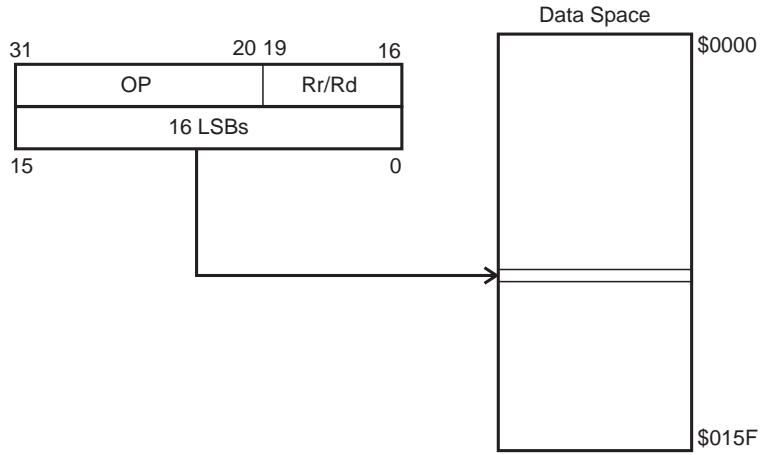 Data Space
31 20 19 16
$0000
OP Rr/Rd
16 LSBs
15 0
$015F